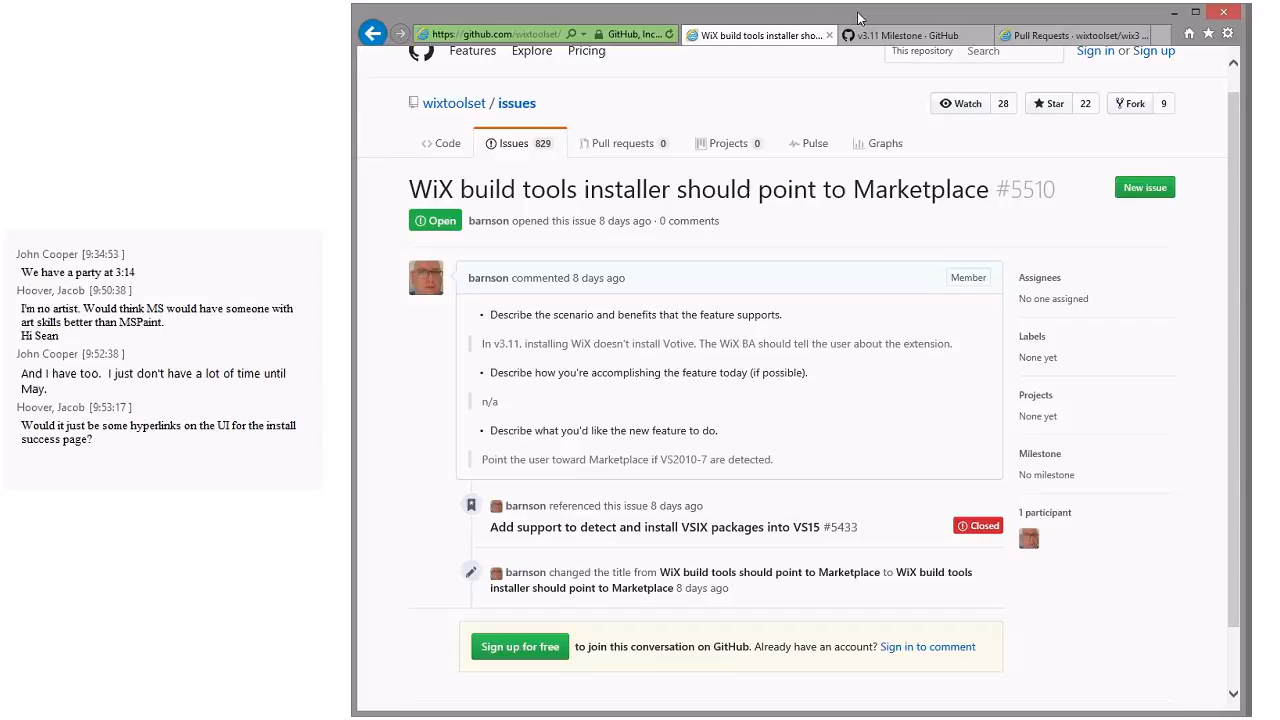 John Cooper [9:34:53 ]
We have a party at 3:14
Hoover, Jacob [9:50:38 ]
I'm no artist. Would think MS would have someone with
art skills better than MSPaint.
Hi Sean
John Cooper [9:52:38 ]
And I have too. I just don't have a lot of time until
May.
Hoover, Jacob [9:53:17 ]
Would it just be some hyperlinks on the UI for the install
success page?
https://github.com/wixtoolset/ GitHub, Inc... WiX build tools installer sho... v3.11 Milestone · GitHub Pull Requests · wixtoolset/wix3 ...
Features Explore Pricing This repository Search Sign in or Sign up
wixtoolset / issues Watch 28 Star 22 Fork 9
Code Issues 829 Pull requests 0 Projects 0 Pulse Graphs
WiX build tools installer should point to Marketplace #5510 New issue
Open barnson opened this issue 8 days ago · 0 comments
barnson commented 8 days ago Member
• Describe the scenario and benefits that the feature supports.
In v3.11, installing WiX doesn't install Votive. The WiX BA should tell the user about the extension.
• Describe how you're accomplishing the feature today (if possible).
n/a
• Describe what you'd like the new feature to do.
Point the user toward Marketplace if VS2010-7 are detected.
barnson referenced this issue 8 days ago
Add support to detect and install VSIX packages into VS15 #5433 Closed
barnson changed the title from WiX build tools should point to Marketplace to WiX build tools
installer should point to Marketplace 8 days ago
Sign up for free to join this conversation on GitHub. Already have an account? Sign in to comment
Assignees
No one assigned
Labels
None yet
Projects
None yet
Milestone
No milestone
1 participant